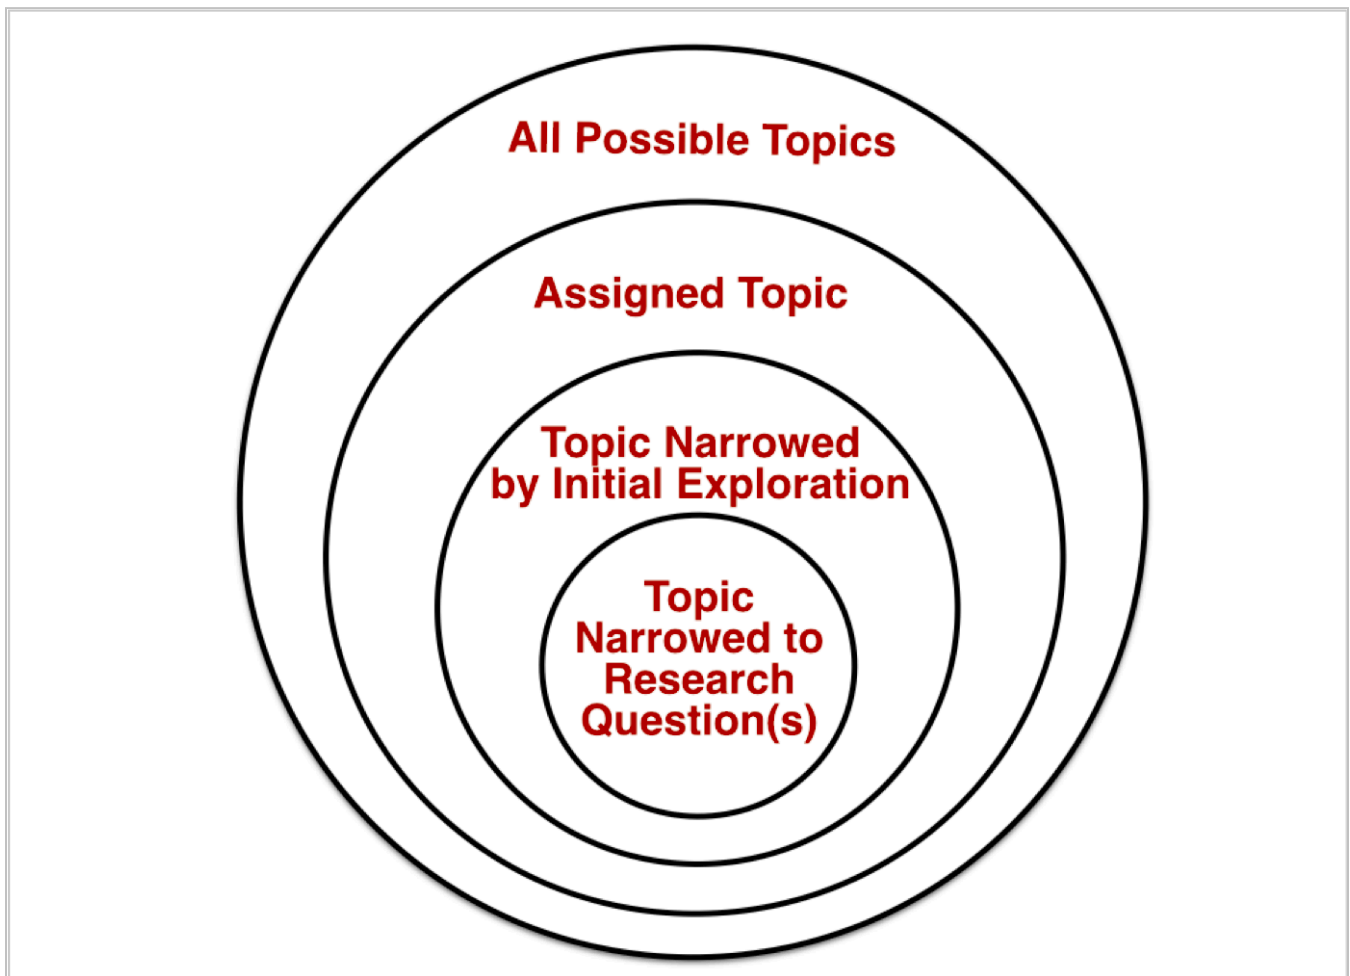 All Possible Topics
Assigned Topic
Topic Narrowed
by Initial Exploration
Topic
Narrowed to
Research
Question(s)